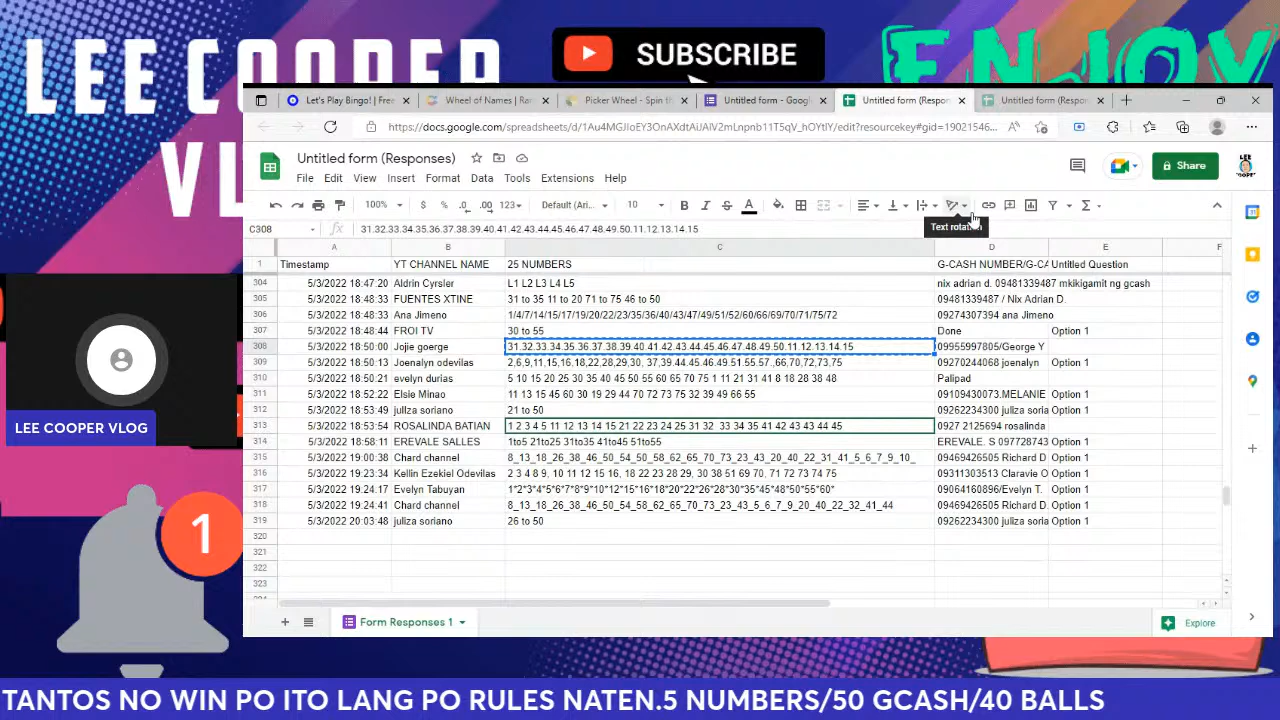 LEE COOPER
VL
SUBSCRIBE
ENJOY
Let's Play Bingo! | Free
Wheel of Names | Ran
Picker Wheel - Spin th
Untitled form - Googl
Untitled form (Respon
Untitled form (Respon
Untitled form (Responses)
File Edit View Insert Format Data Tools Extensions Help
Share
100% $ % .0 .00 123 Default (Ari... 10
Text rotation
C308 31.32.33.34.35.36.37.38.39.40.41.42.43.44.45.46.47.48.49.50.11.12.13.14.15
A B C D E F
1 Timestamp YT CHANNEL NAME 25 NUMBERS G-CASH NUMBER/G-CA Untitled Question
304 5/3/2022 18:47:20 Aldrin Cyrsler L1 L2 L3 L4 L5 nix adrian d. 09481339487 mkikigamit ng gcash
305 5/3/2022 18:48:33 FUENTES XTINE 31 to 35 11 to 20 71 to 75 46 to 50 09481339487 / Nix Adrian D.
306 5/3/2022 18:48:33 Ana Jimeno 1/4/7/14/15/17/19/20/22/23/35/36/40/43/47/49/51/52/60/66/69/70/71/75/72 09274307394 ana Jimeno
307 5/3/2022 18:48:44 FROI TV 30 to 55 Done Option 1
308 5/3/2022 18:50:00 Jojie goerge 31.32.33.34.35.36.37.38.39.40.41.42.43.44.45.46.47.48.49.50.11.12.13.14.15 09955997805/George Y
309 5/3/2022 18:50:13 Joenalyn odevilas 2,6,9,11,15,16.18,22,28,29,30, 37,39 44.45.46.49.51.55.57.,66,70,72,73,75 09270244068 joenalyn Option 1
310 5/3/2022 18:50:21 evelyn durias 5 10 15 20 25 30 35 40 45 50 55 60 65 70 75 1 11 21 31 41 8 18 28 38 48 Palipad
311 5/3/2022 18:52:22 Elsie Minao 11 13 15 45 60 30 19 29 44 70 72 73 75 32 39 49 66 55 09109430073.MELANIE Option 1
312 5/3/2022 18:53:49 juliza soriano 21 to 50 09262234300 juliza soria Option 1
313 5/3/2022 18:53:54 ROSALINDA BATIAN 1 2 3 4 5 11 12 13 14 15 21 22 23 24 25 31 32 33 34 35 41 42 43 43 44 45 0927 2125694 rosalinda
314 5/3/2022 18:58:11 EREVALE SALLES 1to5 21to25 31to35 41to45 51to55 EREVALE. S 097728743 Option 1
315 5/3/2022 19:00:38 Chard channel 8_13_18_26_38_46_50_54_50_58_62_65_70_73_23_43_20_40_22_31_41_5_6_7_9_10_ 09469426505 Richard D Option 1
316 5/3/2022 19:23:34 Kellin Ezekiel Odevilas 2 3 4 8 9, 10 11 12 15 16, 18 22 23 28 29, 30 38 51 69 70, 71 72 73 74 75 09311303513 Claravie O Option 1
317 5/3/2022 19:24:17 Evelyn Tabuyan 1*2*3*4*5*6*7*8*9*10*12*15*16*18*20*22*26*28*30*35*45*48*50*55*60* 09064160896/Evelyn T. Option 1
318 5/3/2022 19:24:41 Chard channel 8_13_18_26_38_46_50_54_58_62_65_70_73_23_43_5_6_7_9_20_40_22_32_41_44 09469426505 Richard D. Option 1
319 5/3/2022 20:03:48 juliza soriano 26 to 50 09262234300 juliza soria Option 1
320
321
322
323
Form Responses 1
Explore
LEE COOPER VLOG
1
TANTOS NO WIN PO ITO LANG PO RULES NATEN.5 NUMBERS/50 GCASH/40 BALLS